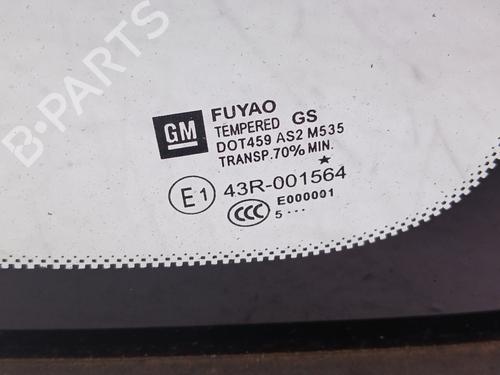 B-PARTS
GM
FUYAO
TEMPERED GS
DOT459 AS2 M535
TRANSP.70% MIN.
E1 43R-001564
CCC E000001
5